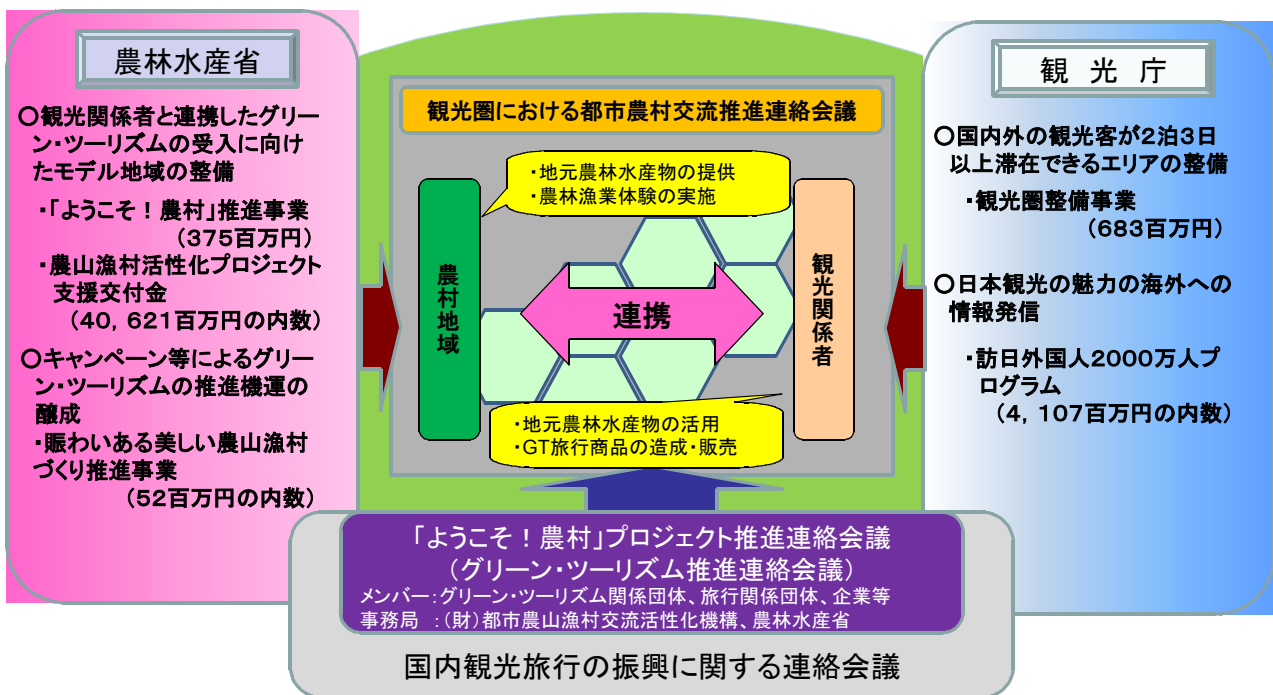 農林水産省
○観光関係者と連携したグリー
ン・ツーリズムの受入に向け
たモデル地域の整備
・「ようこそ！農村」推進事業
（375百万円）
・農山漁村活性化プロジェクト
支援交付金
（40，621百万円の内数）
○キャンペーン等によるグリー
ン・ツーリズムの推進機運の
醸成
・賑わいある美しい農山漁村
づくり推進事業
（52百万円の内数）
観光圏における都市農村交流推進連絡会議
・地元農林水産物の提供
・農林漁業体験の実施
農村地域
連携
観光関係者
・地元農林水産物の活用
・GT旅行商品の造成・販売
観光庁
○国内外の観光客が2泊3日
以上滞在できるエリアの整備
・観光圏整備事業
（683百万円）
○日本観光の魅力の海外への
情報発信
・訪日外国人2000万人プ
ログラム
（4，107百万円の内数）
「ようこそ！農村」プロジェクト推進連絡会議
（グリーン・ツーリズム推進連絡会議）
メンバー：グリーン・ツーリズム関係団体、旅行関係団体、企業等
事務局　：（財）都市農山漁村交流活性化機構、農林水産省
国内観光旅行の振興に関する連絡会議